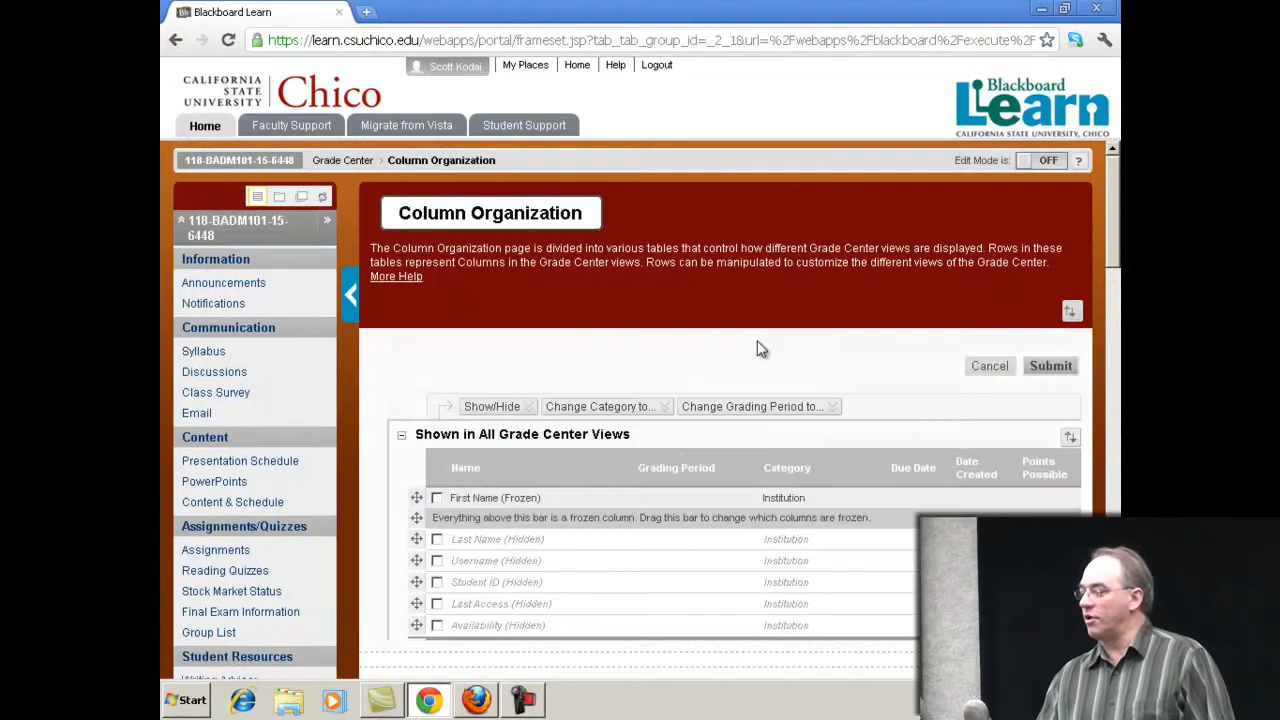 Blackboard Learn
https://learn.csuchico.edu/webapps/portal/frameset.jsp?tab_tab_group_id=_2_1&url=%2Fwebapps%2Fblackboard%2Fexecute%2F
Scott Kodai My Places Home Help Logout
CALIFORNIA
STATE
UNIVERSITY
Chico
Blackboard
Learn
CALIFORNIA STATE UNIVERSITY, CHICO
Home Faculty Support Migrate from Vista Student Support
118-BADM101-15-6448 Grade Center > Column Organization Edit Mode is: OFF ?
118-BADM101-15-
6448
Information
Announcements
Notifications
Communication
Syllabus
Discussions
Class Survey
Email
Content
Presentation Schedule
PowerPoints
Content & Schedule
Assignments/Quizzes
Assignments
Reading Quizzes
Stock Market Status
Final Exam Information
Group List
Student Resources
Column Organization
The Column Organization page is divided into various tables that control how different Grade Center views are displayed. Rows in these
tables represent Columns in the Grade Center views. Rows can be manipulated to customize the different views of the Grade Center.
More Help
Cancel Submit
Show/Hide Change Category to... Change Grading Period to...
Shown in All Grade Center Views
Name Grading Period Category Due Date Date Created Points Possible
First Name (Frozen) Institution
Everything above this bar is a frozen column. Drag this bar to change which columns are frozen.
Last Name (Hidden) Institution
Username (Hidden) Institution
Student ID (Hidden) Institution
Last Access (Hidden) Institution
Availability (Hidden) Institution
Start